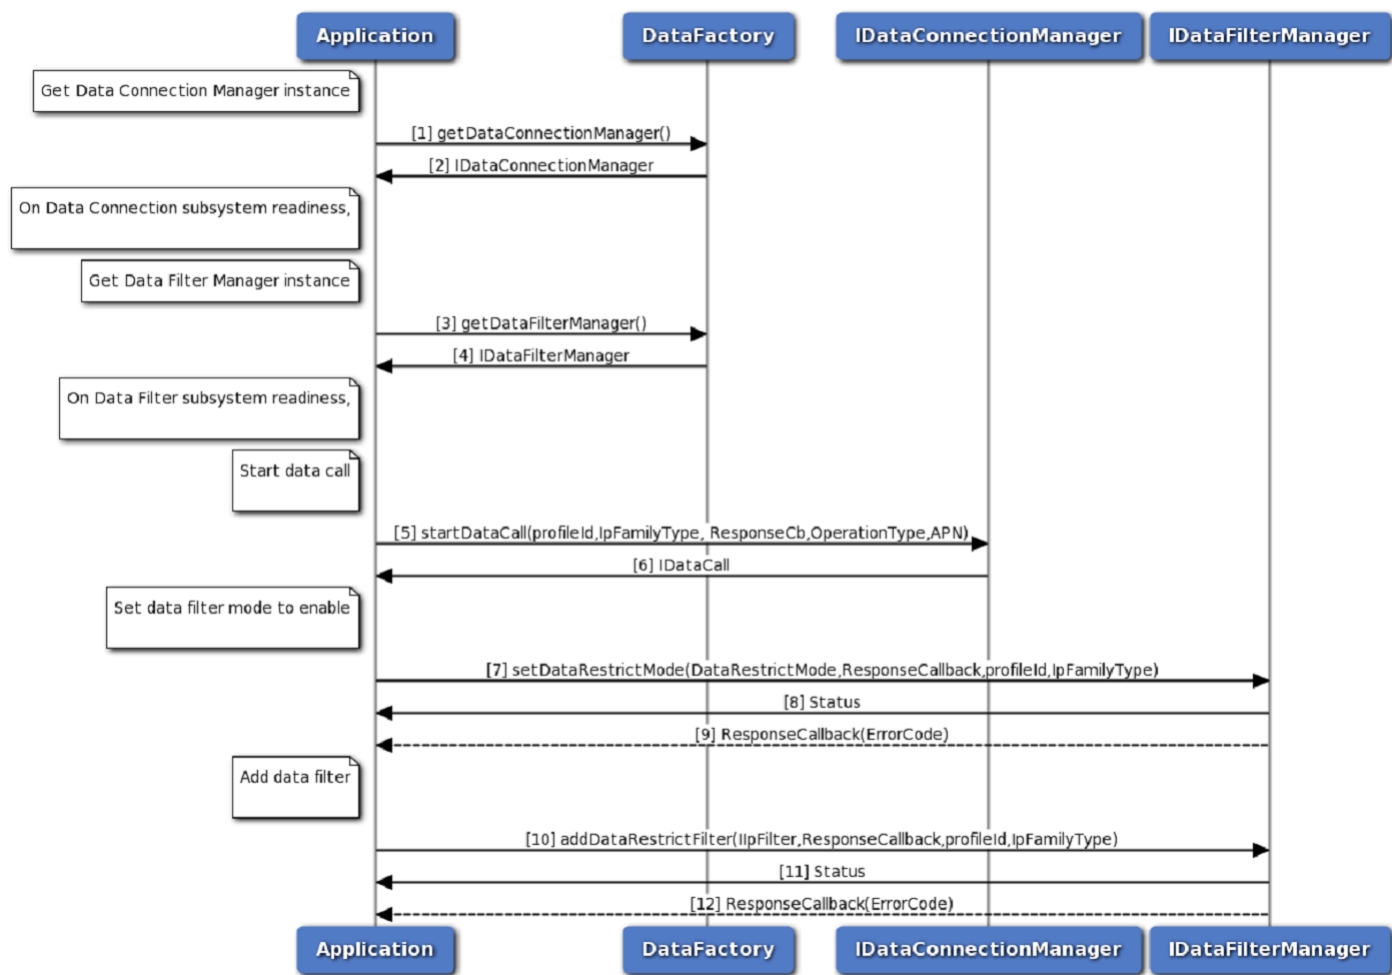 Application
DataFactory
IDataConnectionManager
IDataFilterManager
Get Data Connection Manager instance
[1] getDataConnectionManager()
[2] IDataConnectionManager
On Data Connection subsystem readiness,
Get Data Filter Manager instance
[3] getDataFilterManager()
[4] IDataFilterManager
On Data Filter subsystem readiness,
Start data call
[5] startDataCall(profileId,IpFamilyType, ResponseCb,OperationType,APN)
[6] IDataCall
Set data filter mode to enable
[7] setDataRestrictMode(DataRestrictMode,ResponseCallback,profileId,IpFamilyType)
[8] Status
[9] ResponseCallback(ErrorCode)
Add data filter
[10] addDataRestrictFilter(IIpFilter,ResponseCallback,profileId,IpFamilyType)
[11] Status
[12] ResponseCallback(ErrorCode)
Application
DataFactory
IDataConnectionManager
IDataFilterManager